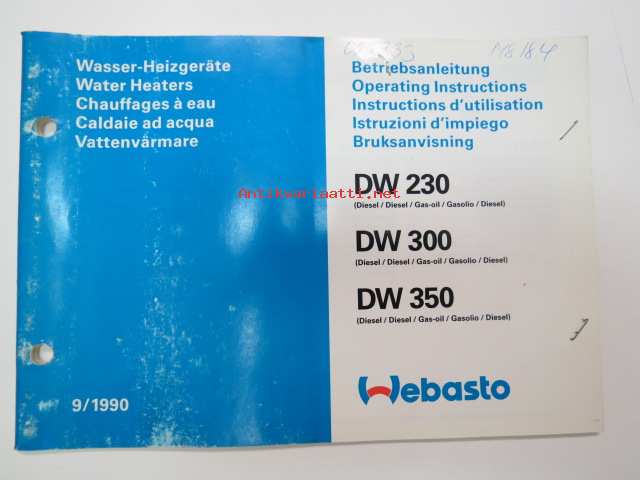 Wasser-Heizgeräte
Water Heaters
Chauffages à eau
Caldaie ad acqua
Vattenvärmare
9/1990
Betriebsanleitung
Operating Instructions
Instructions d'utilisation
Istruzioni d'impiego
Bruksanvisning
DW 230
(Diesel / Diesel / Gas-oil / Gasolio / Diesel)
DW 300
(Diesel / Diesel / Gas-oil / Gasolio / Diesel)
DW 350
(Diesel / Diesel / Gas-oil / Gasolio / Diesel)
Webasto
Antikvariaatti.net